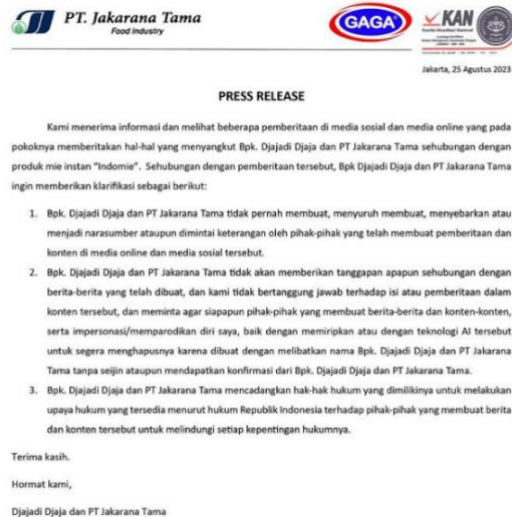 PT. Jakarana Tama
Food Industry
GAGA
KAN
Komite Akreditasi Nasional
Jakarta, 25 Agustus 2023
PRESS RELEASE
Kami menerima informasi dan melihat beberapa pemberitaan di media sosial dan media online yang pada
pokoknya memberitakan hal-hal yang menyangkut Bpk. Djajadi Djaja dan PT Jakarana Tama sehubungan dengan
produk mie instan "Indomie". Sehubungan dengan pemberitaan tersebut, Bpk Djajadi Djaja dan PT Jakarana Tama
ingin memberikan klarifikasi sebagai berikut:
1. Bpk. Djajadi Djaja dan PT Jakarana Tama tidak pernah membuat, menyuruh membuat, menyebarkan atau
menjadi narasumber ataupun dimintai keterangan oleh pihak-pihak yang telah membuat pemberitaan dan
konten di media online dan media sosial tersebut.
2. Bpk. Djajadi Djaja dan PT Jakarana Tama tidak akan memberikan tanggapan apapun sehubungan dengan
berita-berita yang telah dibuat, dan kami tidak bertanggung jawab terhadap isi atau pemberitaan dalam
konten tersebut, dan meminta agar siapapun pihak-pihak yang membuat berita-berita dan konten-konten,
serta impersonasi/memparodikan diri saya, baik dengan memiripkan atau dengan teknologi AI tersebut
untuk segera menghapusnya karena dibuat dengan melibatkan nama Bpk. Djajadi Djaja dan PT Jakarana
Tama tanpa seijin ataupun mendapatkan konfirmasi dari Bpk. Djajadi Djaja dan PT Jakarana Tama.
3. Bpk. Djajadi Djaja dan PT Jakarana Tama mencadangkan hak-hak hukum yang dimilikinya untuk melakukan
upaya hukum yang tersedia menurut hukum Republik Indonesia terhadap pihak-pihak yang membuat berita
dan konten tersebut untuk melindungi setiap kepentingan hukumnya.
Terima kasih.
Hormat kami,
Djajadi Djaja dan PT Jakarana Tama